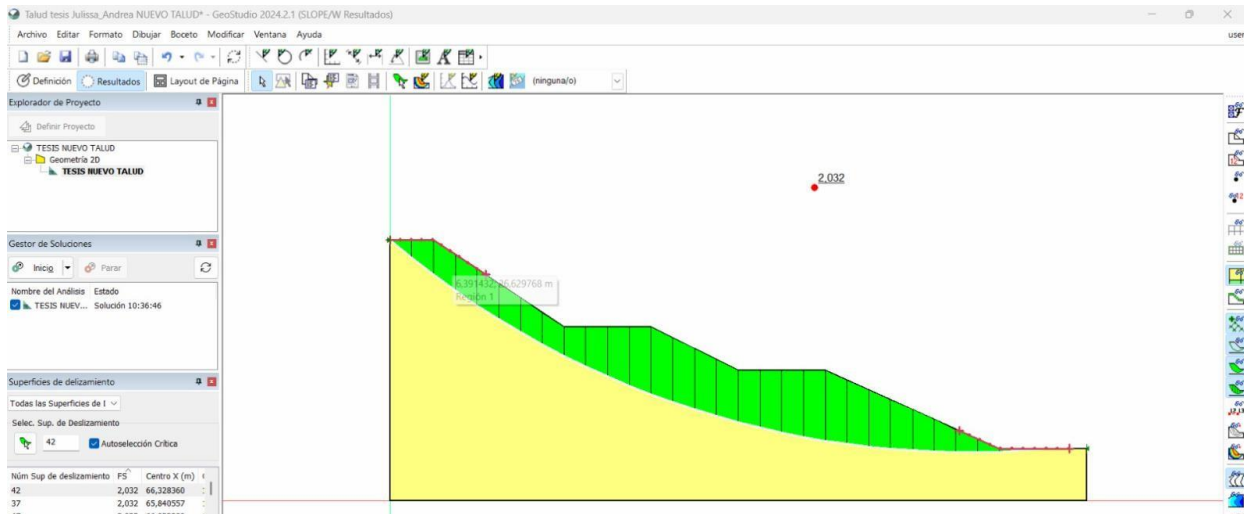 Talud tesis Julissa_Andrea NUEVO TALUD* - GeoStudio 2024.2.1 (SLOPE/W Resultados)
Archivo Editar Formato Dibujar Boceto Modificar Ventana Ayuda
user
Definición Resultados Layout de Página (ninguna/o)
Explorador de Proyecto
Definir Proyecto
TESIS NUEVO TALUD
Geometría 2D
TESIS NUEVO TALUD
2,032
Gestor de Soluciones
Inicio Parar
6,391432; 26,629768 m
Región 1
Nombre del Análisis Estado
TESIS NUEV... Solución 10:36:46
Superficies de delizamiento
Todas las Superficies de
Selec. Sup. de Deslizamiento
42 Autoselección Crítica
Núm Sup de deslizamiento FS Centro X (m)
42 2,032 66,328360
37 2,032 65,840557